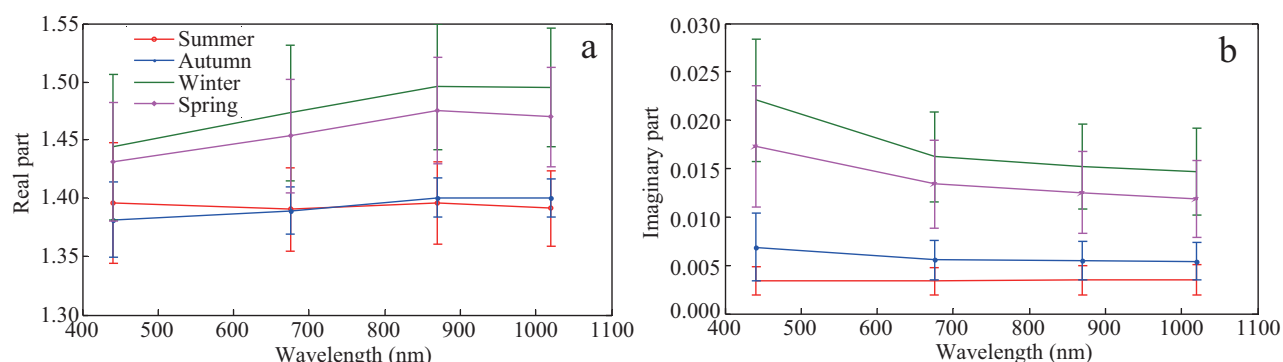 1.55
1.50
1.45
1.40
1.35
1.30
Real part
Summer
Autumn
Winter
Spring
a
400 500 600 700 800 900 1000 1100
Wavelength (nm)
0.030
0.025
0.020
0.015
0.010
0.005
0.000
Imaginary part
b
400 500 600 700 800 900 1000 1100
Wavelength (nm)